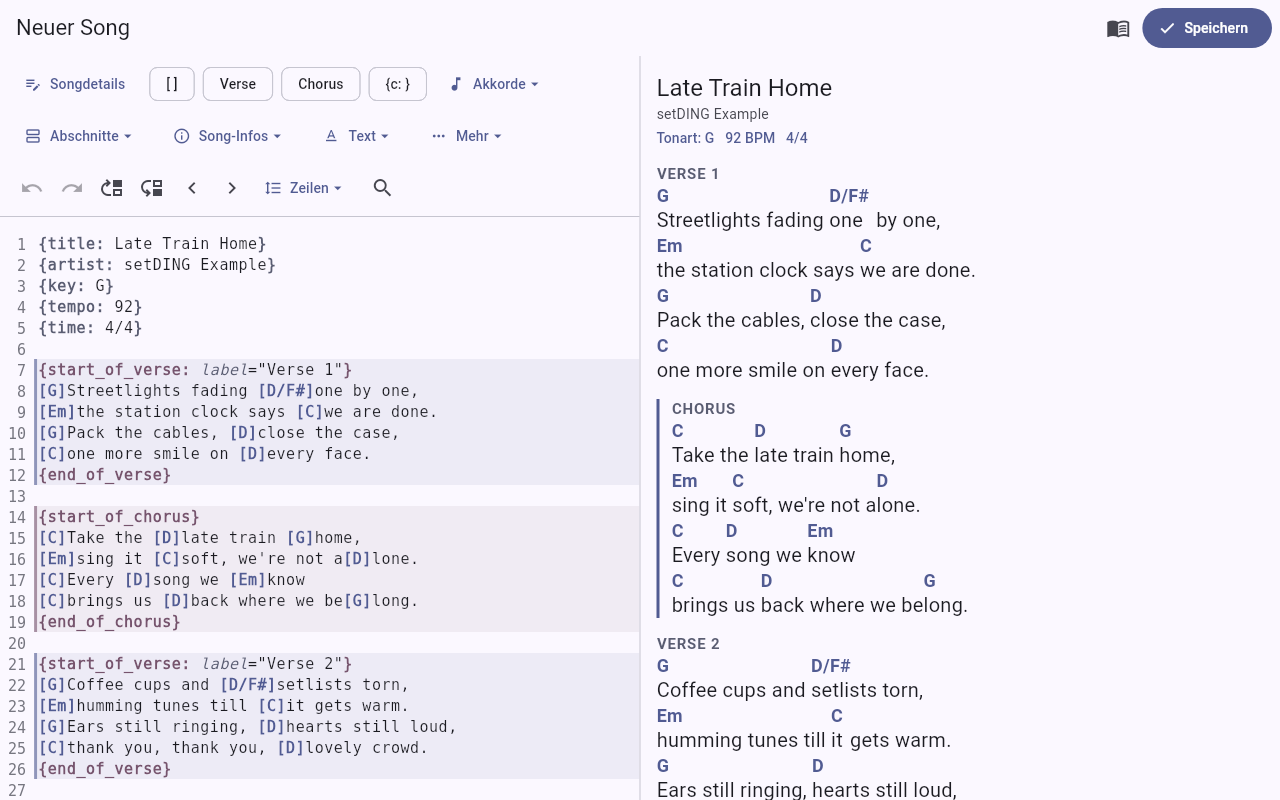 Neuer Song
Speichern
Songdetails
[ ]
Verse
Chorus
{c: }
Akkorde
Abschnitte
Song-Infos
Text
Mehr
Zeilen
1 {title: Late Train Home}
2 {artist: setDING Example}
3 {key: G}
4 {tempo: 92}
5 {time: 4/4}
6
7 {start_of_verse: label="Verse 1"}
8 [G]Streetlights fading [D/F#]one by one,
9 [Em]the station clock says [C]we are done.
10 [G]Pack the cables, [D]close the case,
11 [C]one more smile on [D]every face.
12 {end_of_verse}
13
14 {start_of_chorus}
15 [C]Take the [D]late train [G]home,
16 [Em]sing it [C]soft, we're not a[D]lone.
17 [C]Every [D]song we [Em]know
18 [C]brings us [D]back where we be[G]long.
19 {end_of_chorus}
20
21 {start_of_verse: label="Verse 2"}
22 [G]Coffee cups and [D/F#]setlists torn,
23 [Em]humming tunes till [C]it gets warm.
24 [G]Ears still ringing, [D]hearts still loud,
25 [C]thank you, thank you, [D]lovely crowd.
26 {end_of_verse}
27
Late Train Home
setDING Example
Tonart: G 92 BPM 4/4
VERSE 1
G D/F#
Streetlights fading one by one,
Em C
the station clock says we are done.
G D
Pack the cables, close the case,
C D
one more smile on every face.
CHORUS
C D G
Take the late train home,
Em C D
sing it soft, we're not alone.
C D Em
Every song we know
C D G
brings us back where we belong.
VERSE 2
G D/F#
Coffee cups and setlists torn,
Em C
humming tunes till it gets warm.
G D
Ears still ringing, hearts still loud,